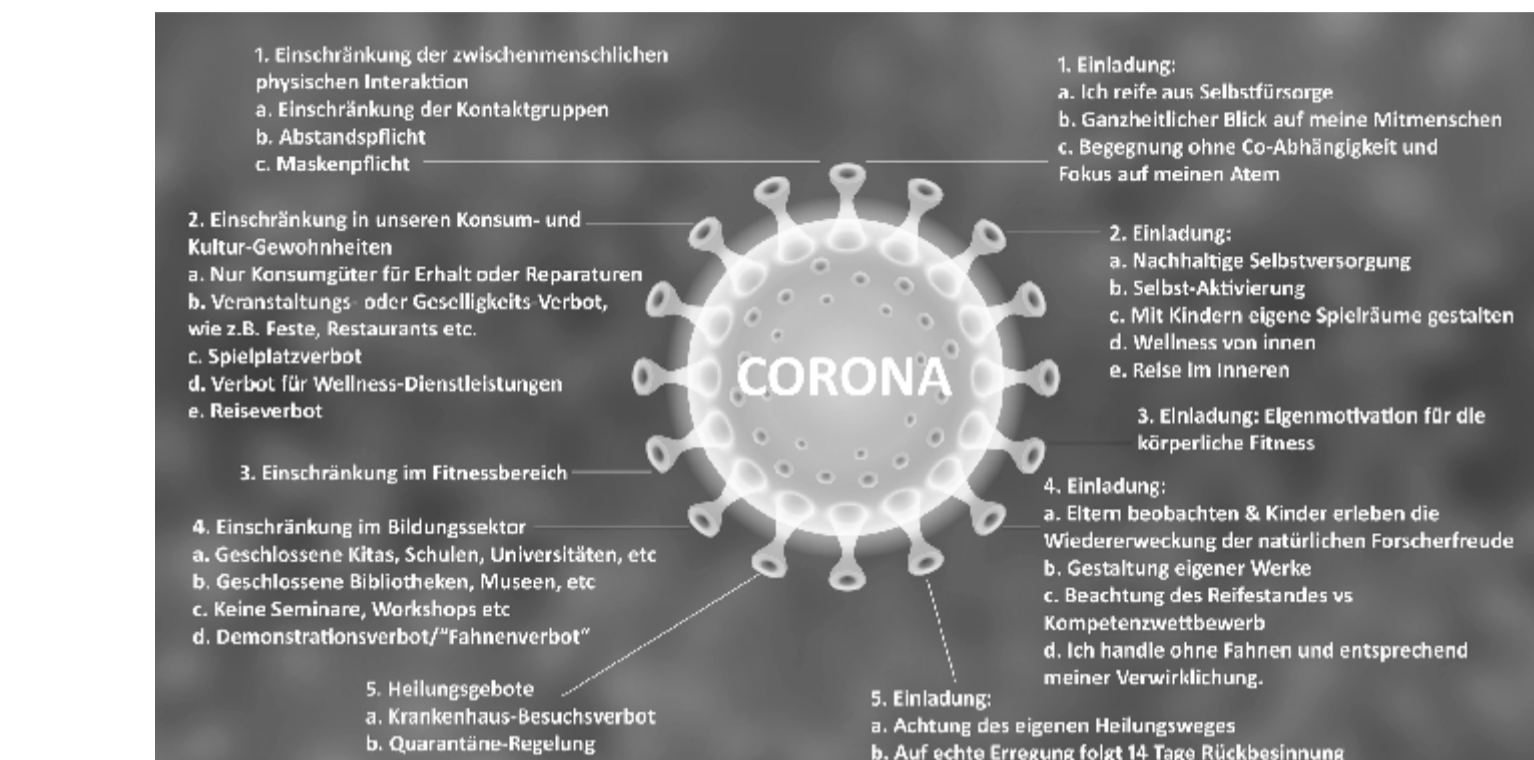 1. Einschränkung der zwischenmenschlichen
physischen Interaktion
a. Einschränkung der Kontaktgruppen
b. Abstandspflicht
c. Maskenpflicht
2. Einschränkung in unseren Konsum- und
Kultur-Gewohnheiten
a. Nur Konsumgüter für Erhalt oder Reparaturen
b. Veranstaltungs- oder Geselligkeits-Verbot,
wie z.B. Feste, Restaurants etc.
c. Spielplatzverbot
d. Verbot für Wellness-Dienstleistungen
e. Reiseverbot
3. Einschränkung im Fitnessbereich
4. Einschränkung im Bildungssektor
a. Geschlossene Kitas, Schulen, Universitäten, etc
b. Geschlossene Bibliotheken, Museen, etc
c. Keine Seminare, Workshops etc
d. Demonstrationsverbot/"Fahnenverbot"
5. Heilungsgebote
a. Krankenhaus-Besuchsverbot
b. Quarantäne-Regelung
CORONA
1. Einladung:
a. Ich reife aus Selbstfürsorge
b. Ganzheitlicher Blick auf meine Mitmenschen
c. Begegnung ohne Co-Abhängigkeit und
Fokus auf meinen Atem
2. Einladung:
a. Nachhaltige Selbstversorgung
b. Selbst-Aktivierung
c. Mit Kindern eigene Spielräume gestalten
d. Wellness von innen
e. Reise im Inneren
3. Einladung: Eigenmotivation für die
körperliche Fitness
4. Einladung:
a. Eltern beobachten & Kinder erleben die
Wiedererweckung der natürlichen Forscherfreude
b. Gestaltung eigener Werke
c. Beachtung des Reifestandes vs
Kompetenzwettbewerb
d. Ich handle ohne Fahnen und entsprechend
meiner Verwirklichung.
5. Einladung:
a. Achtung des eigenen Heilungsweges
b. Auf echte Erregung folgt 14 Tage Rückbesinnung